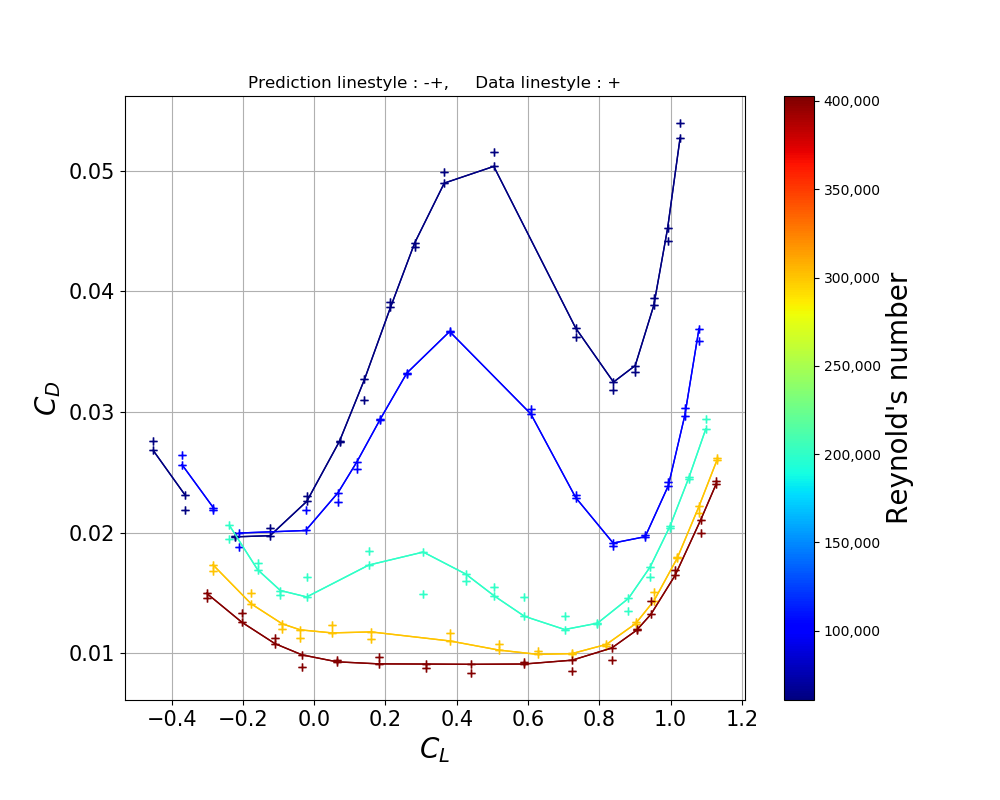 Prediction linestyle : -+,     Data linestyle : +
0.05
0.04
0.03
0.02
0.01
C_D
−0.4 −0.2 0.0 0.2 0.4 0.6 0.8 1.0 1.2
C_L
400,000
350,000
300,000
250,000
200,000
150,000
100,000
Reynold's number